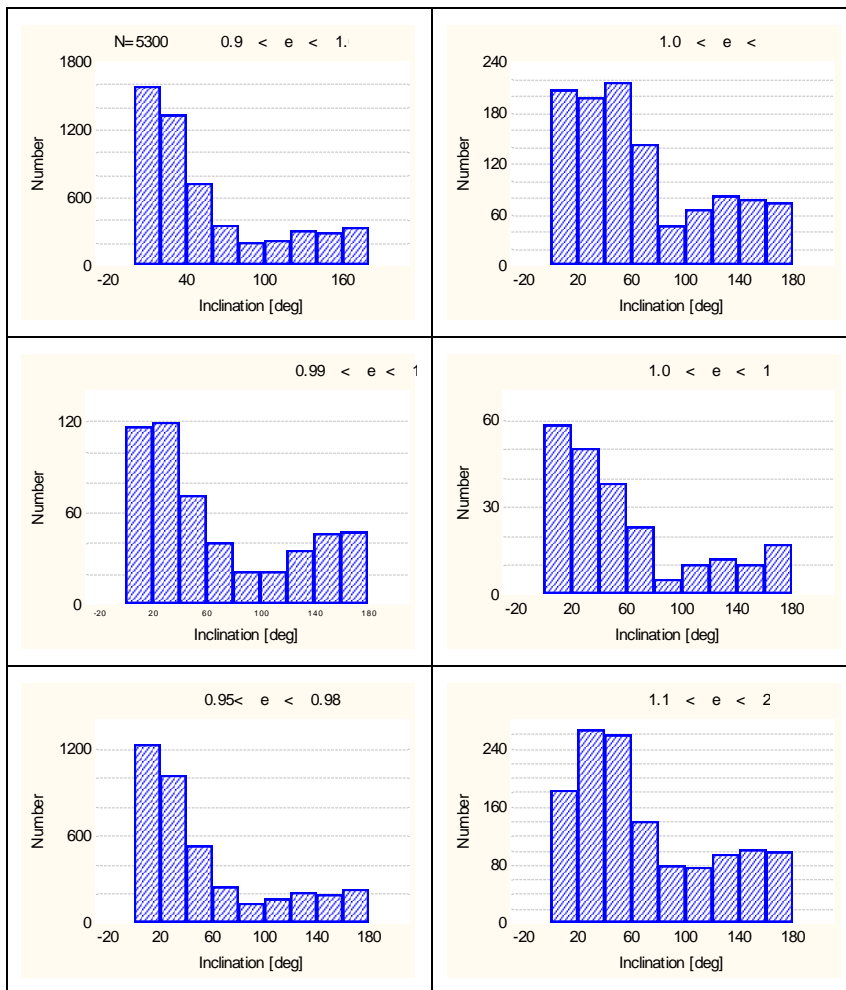 N=5300 0.9 < e < 1.
1800
1200
600
0
Number
-20 40 100 160
Inclination [deg]
1.0 < e <
240
180
120
60
0
Number
-20 20 60 100 140 180
Inclination [deg]
0.99 < e < 1
120
60
0
Number
-20 20 60 100 140 180
Inclination [deg]
1.0 < e < 1
60
30
0
Number
-20 20 60 100 140 180
Inclination [deg]
0.95< e < 0.98
1200
600
0
Number
-20 20 60 100 140 180
Inclination [deg]
1.1 < e < 2
240
160
80
0
Number
-20 20 60 100 140 180
Inclination [deg]